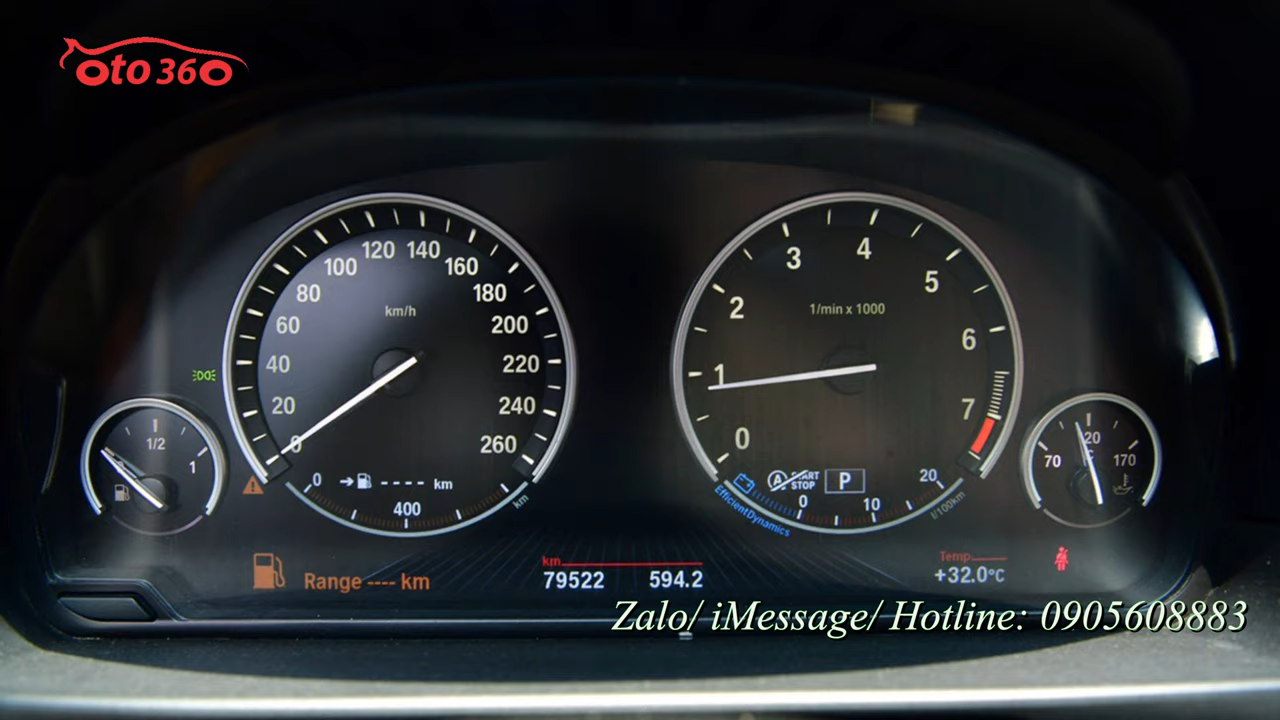 oto 360
km/h
0
20
40
60
80
100
120
140
160
180
200
220
240
260
1/min x 1000
0
1
2
3
4
5
6
7
1/2
1
0 ➔ - - - - - km
400
km
A START
STOP
P
0
10
20
EfficientDynamics
l/100km
70
120
170
°C
Range ---- km
km
79522 594.2
Temp
+32.0°C
Zalo/ iMessage/ Hotline: 0905608883